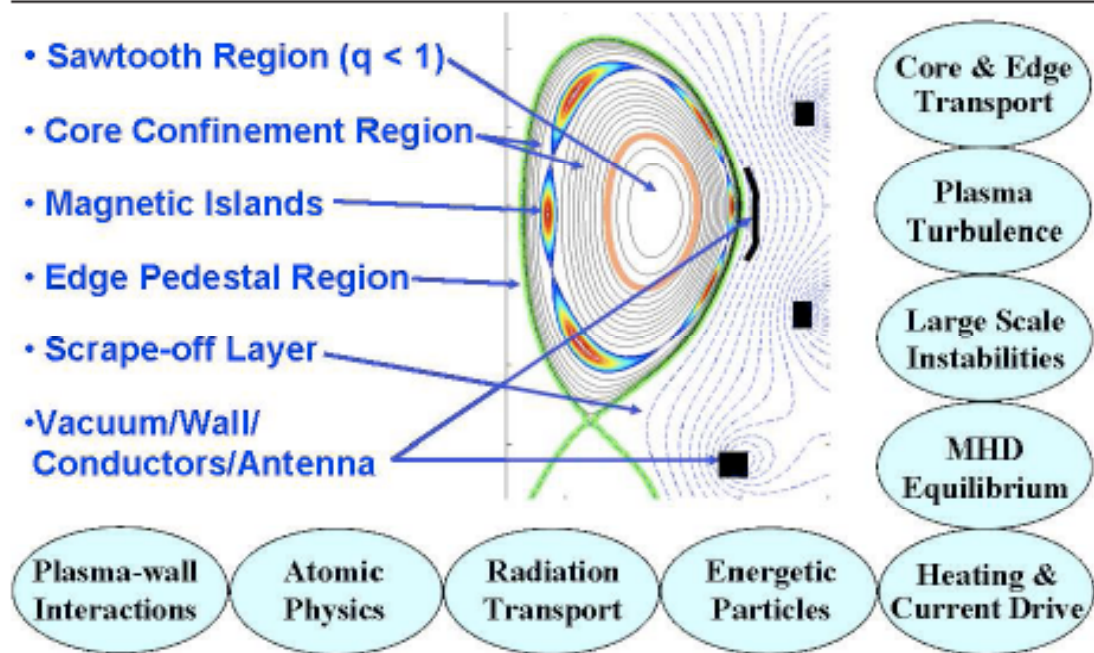 • Sawtooth Region (q < 1)
• Core Confinement Region
• Magnetic Islands
• Edge Pedestal Region
• Scrape-off Layer
•Vacuum/Wall/
Conductors/Antenna
Core & Edge
Transport
Plasma
Turbulence
Large Scale
Instabilities
MHD
Equilibrium
Heating &
Current Drive
Plasma-wall
Interactions
Atomic
Physics
Radiation
Transport
Energetic
Particles